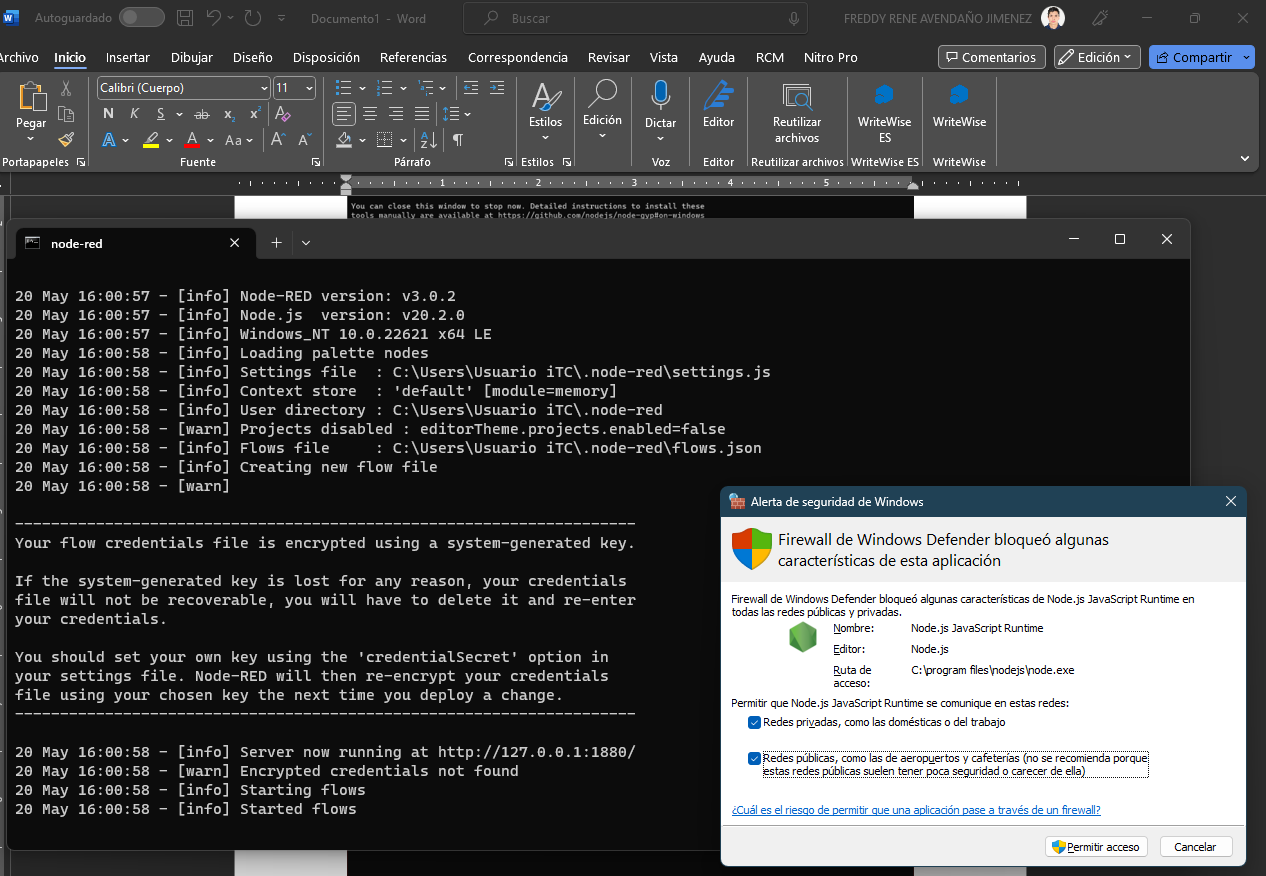 Autoguardado
Documento1 - Word
Buscar
FREDDY RENE AVENDAÑO JIMENEZ
Archivo Inicio Insertar Dibujar Diseño Disposición Referencias Correspondencia Revisar Vista Ayuda RCM Nitro Pro
Comentarios Edición Compartir
Pegar
Portapapeles
Calibri (Cuerpo) 11
N K S ab x₂ x² A
A A Aa A A
Fuente
Párrafo
Estilos
Estilos
Edición
Dictar
Voz
Editor
Editor
Reutilizar
archivos
Reutilizar archivos
WriteWise
ES
WriteWise ES
WriteWise
WriteWise
1 2 3 4 5
You can close this window to stop now. Detailed instructions to install these
tools manually are available at https://github.com/nodejs/node-gyp#on-windows
node-red
20 May 16:00:57 - [info] Node-RED version: v3.0.2
20 May 16:00:57 - [info] Node.js  version: v20.2.0
20 May 16:00:57 - [info] Windows_NT 10.0.22621 x64 LE
20 May 16:00:58 - [info] Loading palette nodes
20 May 16:00:58 - [info] Settings file  : C:\Users\Usuario iTC\.node-red\settings.js
20 May 16:00:58 - [info] Context store  : 'default' [module=memory]
20 May 16:00:58 - [info] User directory : C:\Users\Usuario iTC\.node-red
20 May 16:00:58 - [warn] Projects disabled : editorTheme.projects.enabled=false
20 May 16:00:58 - [info] Flows file     : C:\Users\Usuario iTC\.node-red\flows.json
20 May 16:00:58 - [info] Creating new flow file
20 May 16:00:58 - [warn]
---------------------------------------------------------------------
Your flow credentials file is encrypted using a system-generated key.
If the system-generated key is lost for any reason, your credentials
file will not be recoverable, you will have to delete it and re-enter
your credentials.
You should set your own key using the 'credentialSecret' option in
your settings file. Node-RED will then re-encrypt your credentials
file using your chosen key the next time you deploy a change.
---------------------------------------------------------------------
20 May 16:00:58 - [info] Server now running at http://127.0.0.1:1880/
20 May 16:00:58 - [warn] Encrypted credentials not found
20 May 16:00:58 - [info] Starting flows
20 May 16:00:58 - [info] Started flows
Alerta de seguridad de Windows
Firewall de Windows Defender bloqueó algunas
características de esta aplicación
Firewall de Windows Defender bloqueó algunas características de Node.js JavaScript Runtime en
todas las redes públicas y privadas.
Nombre: Node.js JavaScript Runtime
Editor: Node.js
Ruta de C:\program files\nodejs\node.exe
acceso:
Permitir que Node.js JavaScript Runtime se comunique en estas redes:
Redes privadas, como las domésticas o del trabajo
Redes públicas, como las de aeropuertos y cafeterías (no se recomienda porque
estas redes públicas suelen tener poca seguridad o carecer de ella)
¿Cuál es el riesgo de permitir que una aplicación pase a través de un firewall?
Permitir acceso Cancelar